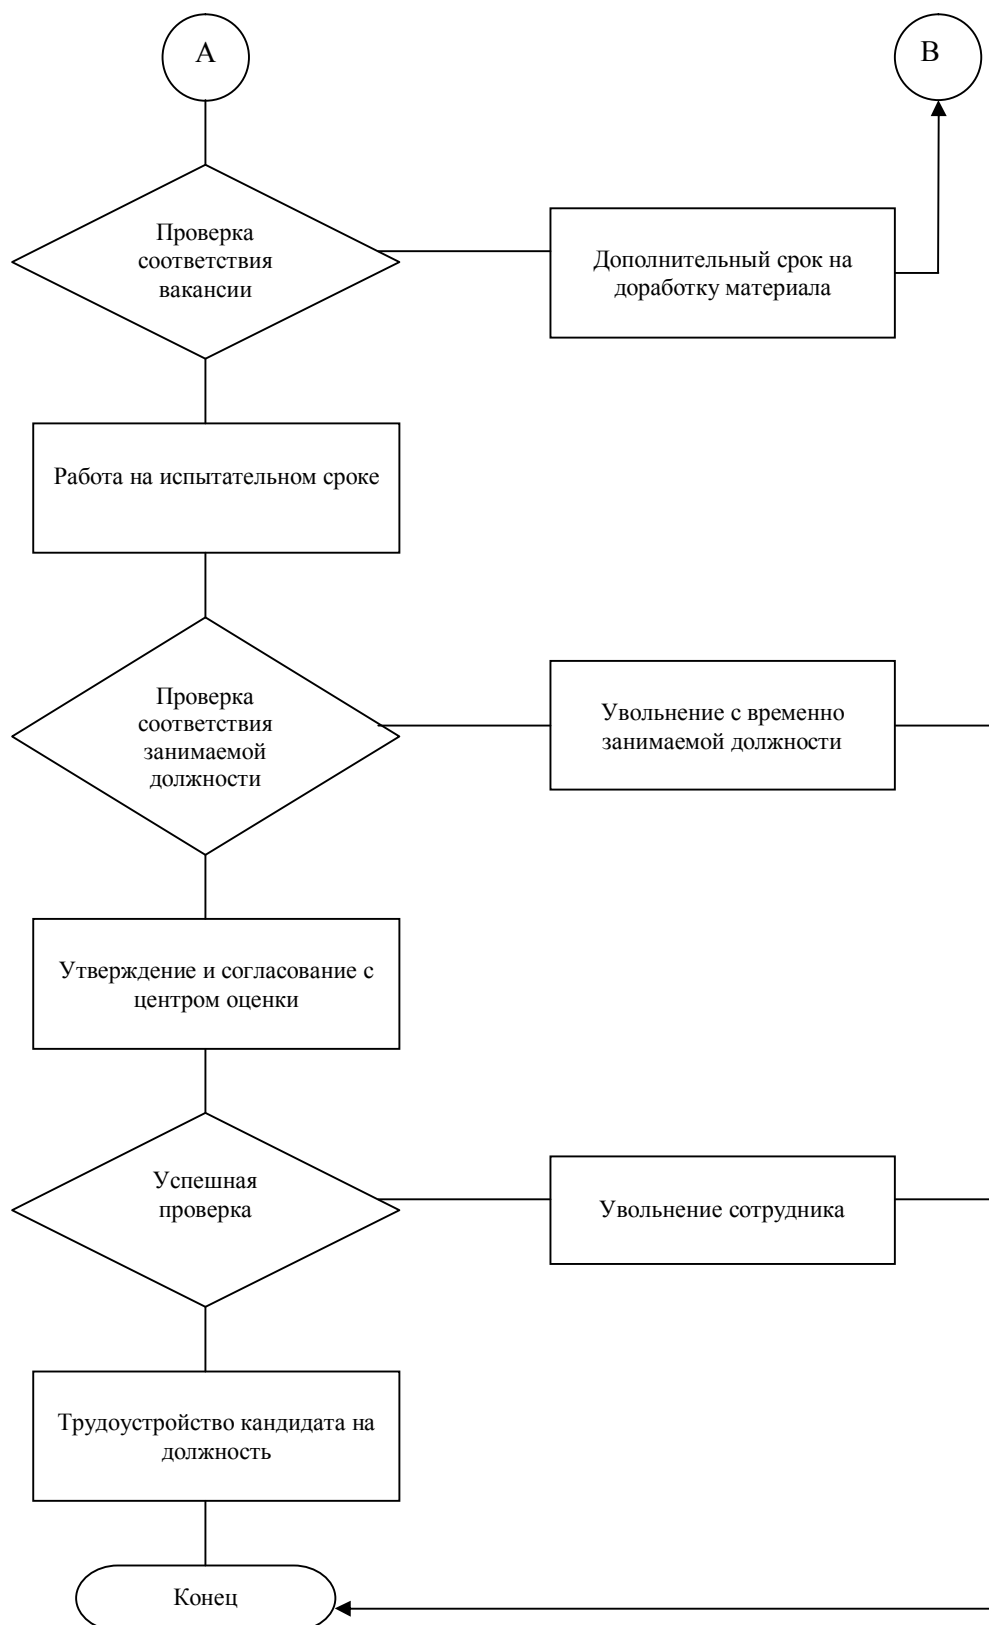 А
В
Проверка
соответствия
вакансии
Дополнительный срок на
доработку материала
Работа на испытательном сроке
Проверка
соответствия
занимаемой
должности
Увольнение с временно
занимаемой должности
Утверждение и согласование с
центром оценки
Успешная
проверка
Увольнение сотрудника
Трудоустройство кандидата на
должность
Конец